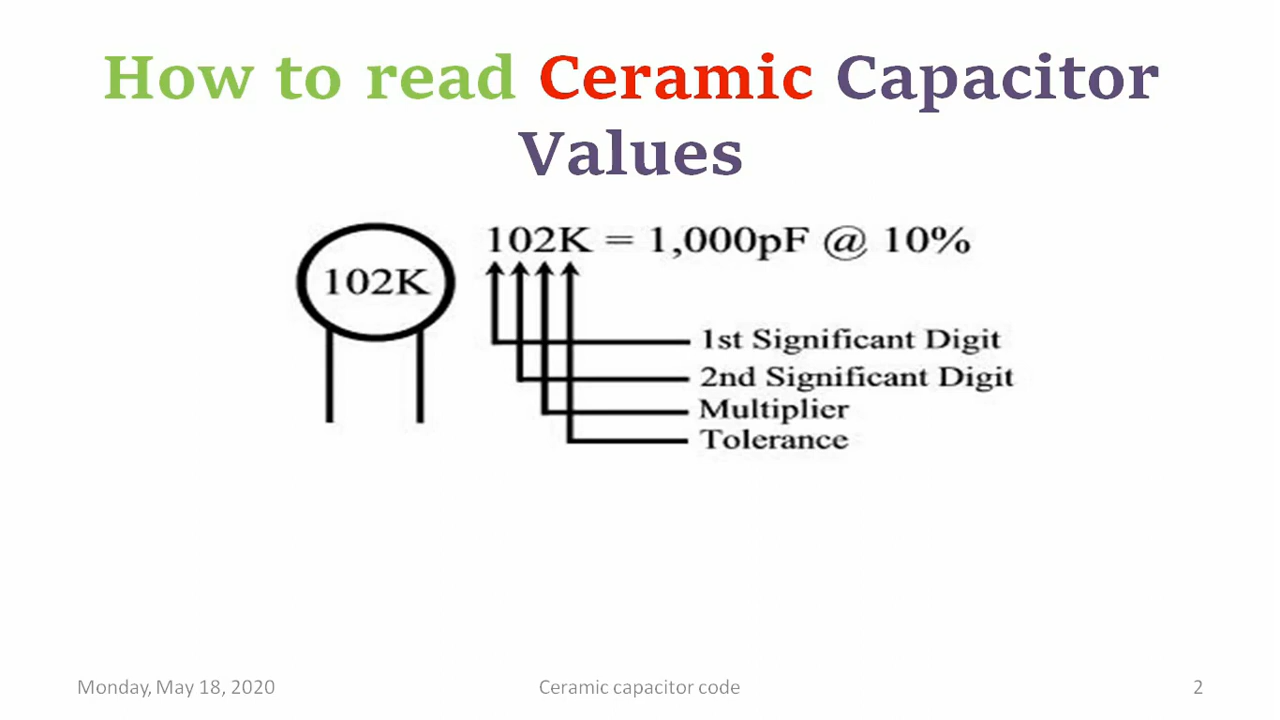 How to read Ceramic Capacitor
Values
102K
102K = 1,000pF @ 10%
1st Significant Digit
2nd Significant Digit
Multiplier
Tolerance
Monday, May 18, 2020
Ceramic capacitor code
2